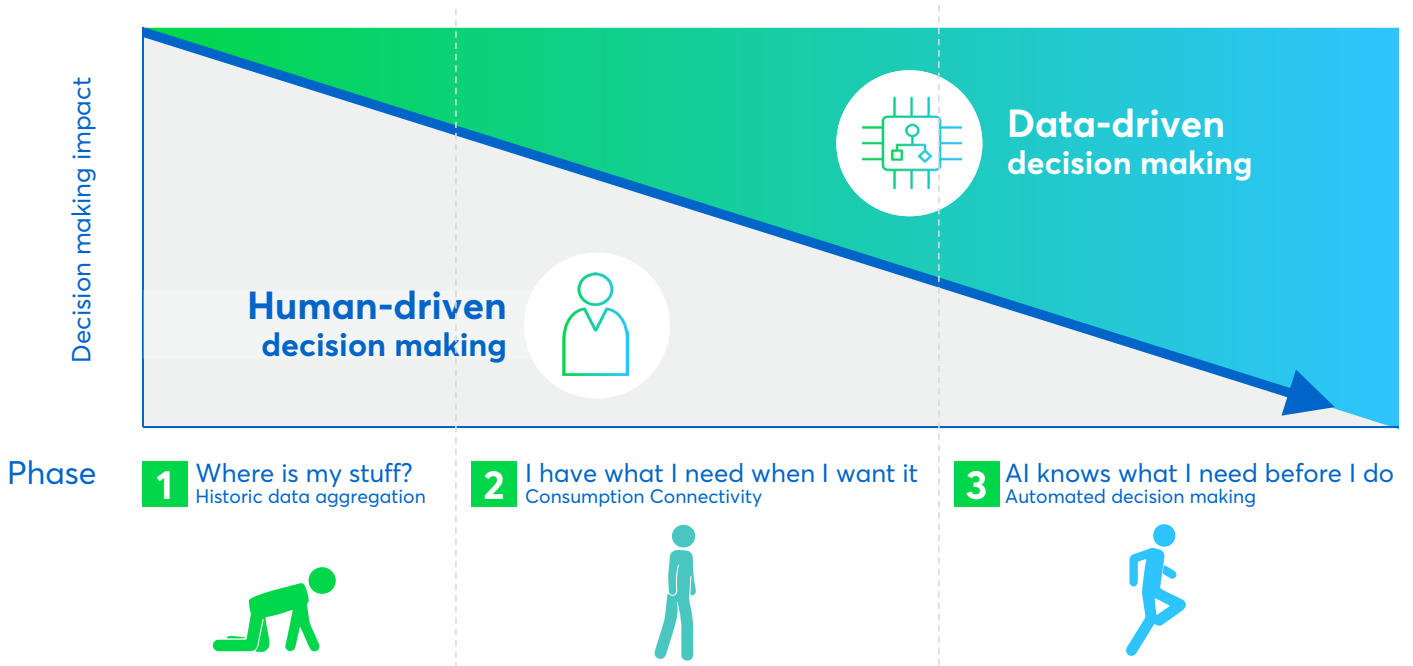 Decision making impact
Data-driven
decision making
Human-driven
decision making
Phase
1
Where is my stuff?
Historic data aggregation
2
I have what I need when I want it
Consumption Connectivity
3
AI knows what I need before I do
Automated decision making